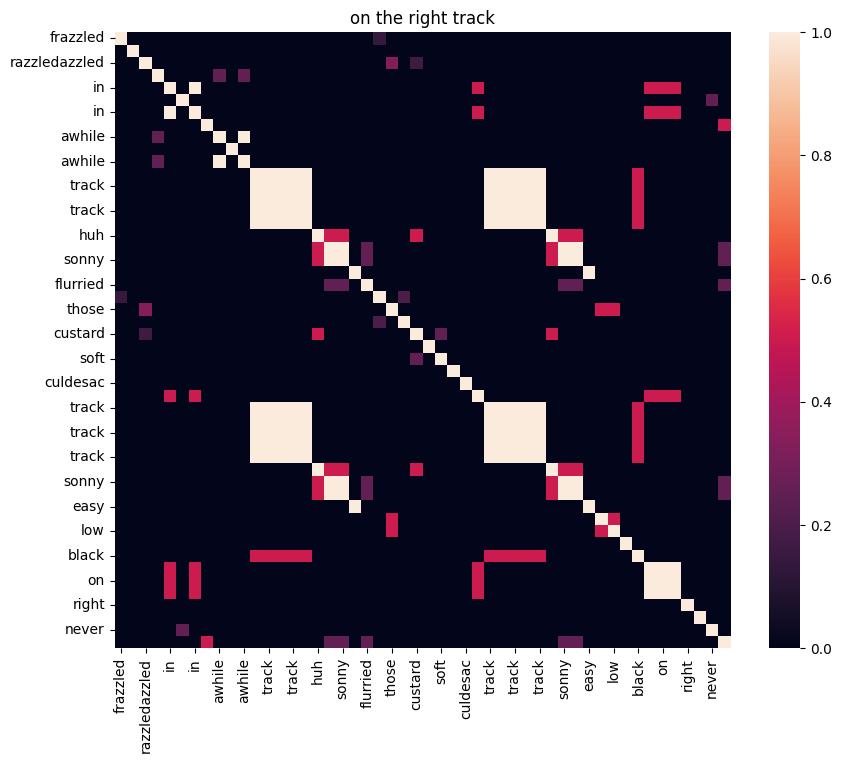 on the right track
frazzled
razzledazzled
in
in
awhile
awhile
track
track
huh
sonny
flurried
those
custard
soft
culdesac
track
track
track
sonny
easy
low
black
on
right
never
frazzled
razzledazzled
in
in
awhile
awhile
track
track
huh
sonny
flurried
those
custard
soft
culdesac
track
track
track
sonny
easy
low
black
on
right
never
1.0
0.8
0.6
0.4
0.2
0.0